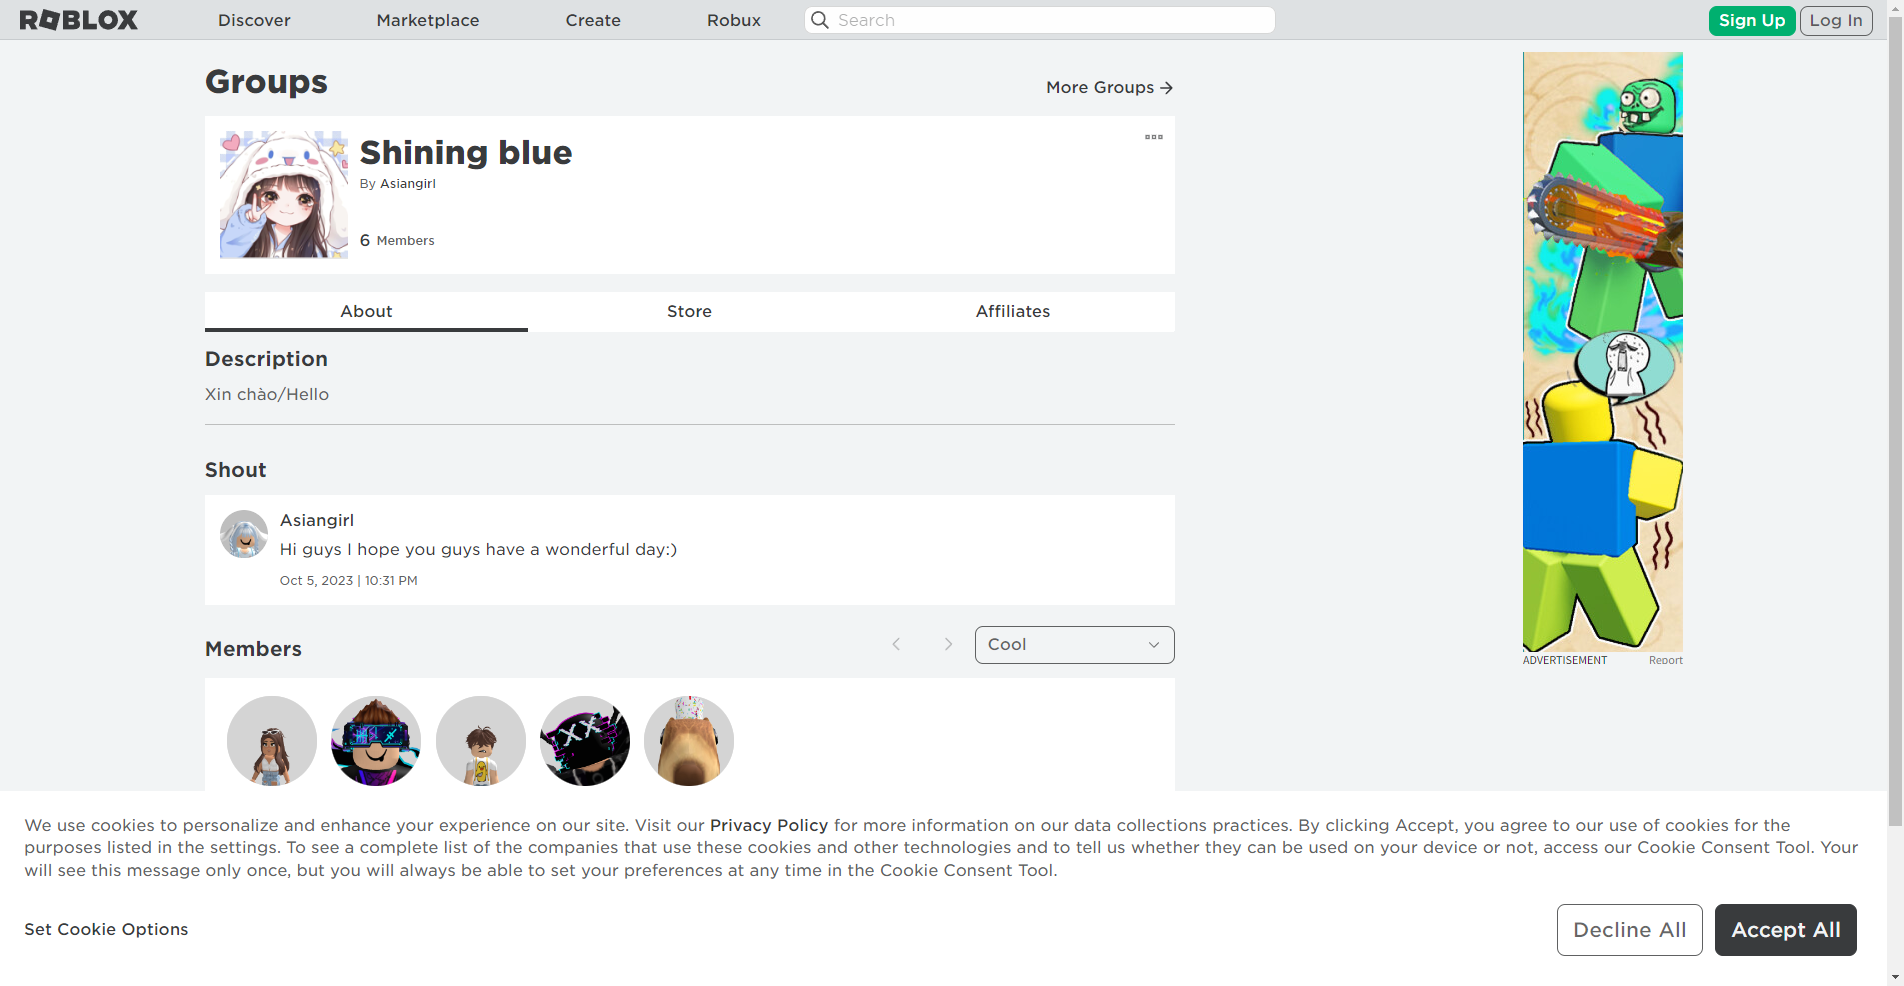 ROBLOX
Discover
Marketplace
Create
Robux
Search
Sign Up
Log In
Groups
More Groups
Shining blue
By Asiangirl
6 Members
About
Store
Affiliates
Description
Xin chào/Hello
Shout
Asiangirl
Hi guys I hope you guys have a wonderful day:)
Oct 5, 2023 | 10:31 PM
Members
Cool
ADVERTISEMENT
Report
We use cookies to personalize and enhance your experience on our site. Visit our Privacy Policy for more information on our data collections practices. By clicking Accept, you agree to our use of cookies for the
purposes listed in the settings. To see a complete list of the companies that use these cookies and other technologies and to tell us whether they can be used on your device or not, access our Cookie Consent Tool. Your
will see this message only once, but you will always be able to set your preferences at any time in the Cookie Consent Tool.
Set Cookie Options
Decline All
Accept All